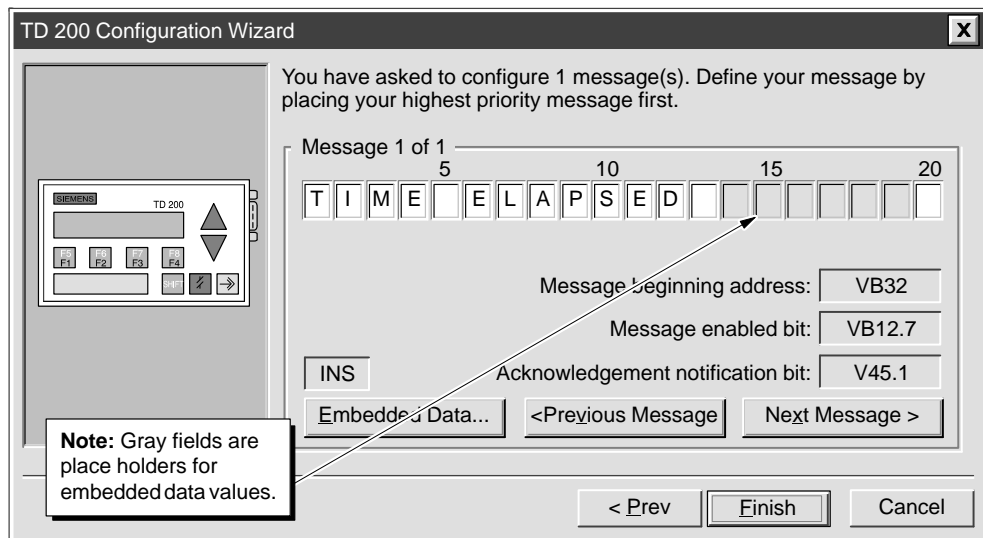 TD 200 Configuration Wizard
X
You have asked to configure 1 message(s). Define your message by
placing your highest priority message first.
Message 1 of 1
5 10 15 20
T I M E E L A P S E D
SIEMENS
TD 200
F5 F6 F7 F8
F1 F2 F3 F4
SHIFT
Message beginning address: VB32
Message enabled bit: VB12.7
INS Acknowledgement notification bit: V45.1
Embedded Data... <Previous Message Next Message >
Note: Gray fields are
place holders for
embedded data values.
< Prev Finish Cancel